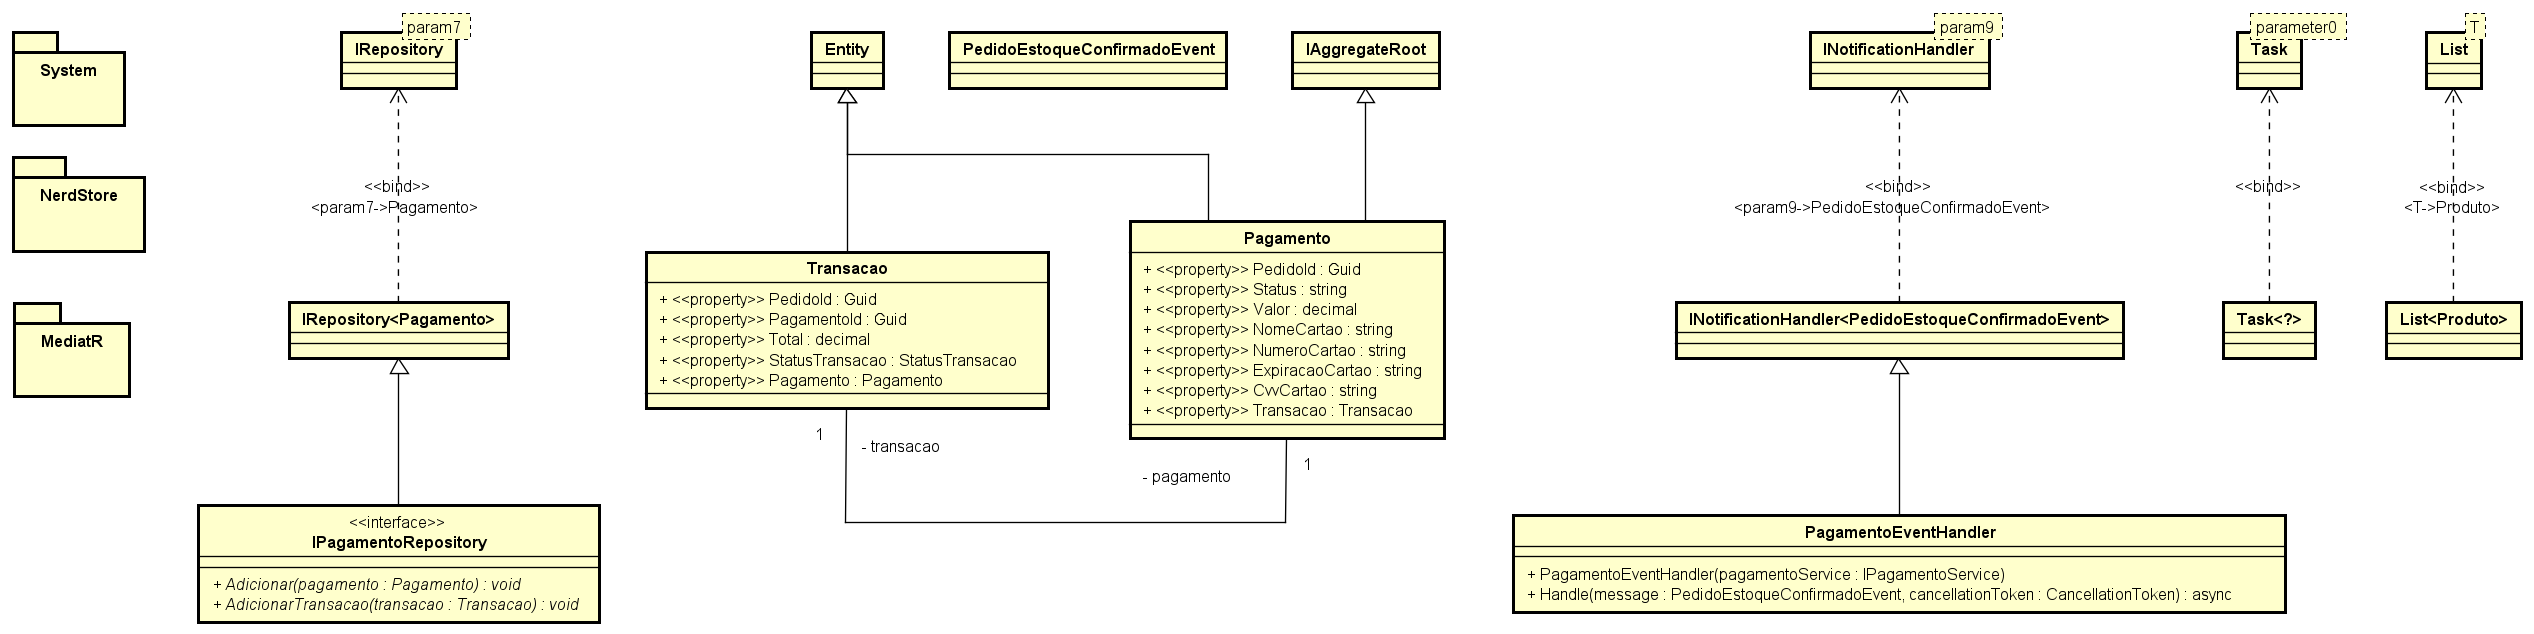 System
NerdStore
MediatR
param7
IRepository
<<bind>>
<param7->Pagamento>
IRepository<Pagamento>
<<interface>>
IPagamentoRepository
+ Adicionar(pagamento : Pagamento) : void
+ AdicionarTransacao(transacao : Transacao) : void
Entity
PedidoEstoqueConfirmadoEvent
IAggregateRoot
Transacao
+ <<property>> PedidoId : Guid
+ <<property>> PagamentoId : Guid
+ <<property>> Total : decimal
+ <<property>> StatusTransacao : StatusTransacao
+ <<property>> Pagamento : Pagamento
1
- transacao
Pagamento
+ <<property>> PedidoId : Guid
+ <<property>> Status : string
+ <<property>> Valor : decimal
+ <<property>> NomeCartao : string
+ <<property>> NumeroCartao : string
+ <<property>> ExpiracaoCartao : string
+ <<property>> CvvCartao : string
+ <<property>> Transacao : Transacao
1
- pagamento
param9
INotificationHandler
<<bind>>
<param9->PedidoEstoqueConfirmadoEvent>
INotificationHandler<PedidoEstoqueConfirmadoEvent>
PagamentoEventHandler
+ PagamentoEventHandler(pagamentoService : IPagamentoService)
+ Handle(message : PedidoEstoqueConfirmadoEvent, cancellationToken : CancellationToken) : async
parameter0
Task
<<bind>>
Task<?>
T
List
<<bind>>
<T->Produto>
List<Produto>